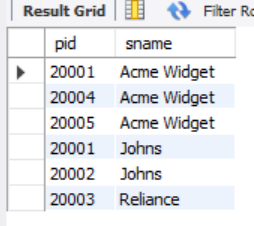 Result Grid Filter Ro
pid sname
20001 Acme Widget
20004 Acme Widget
20005 Acme Widget
20001 Johns
20002 Johns
20003 Reliance